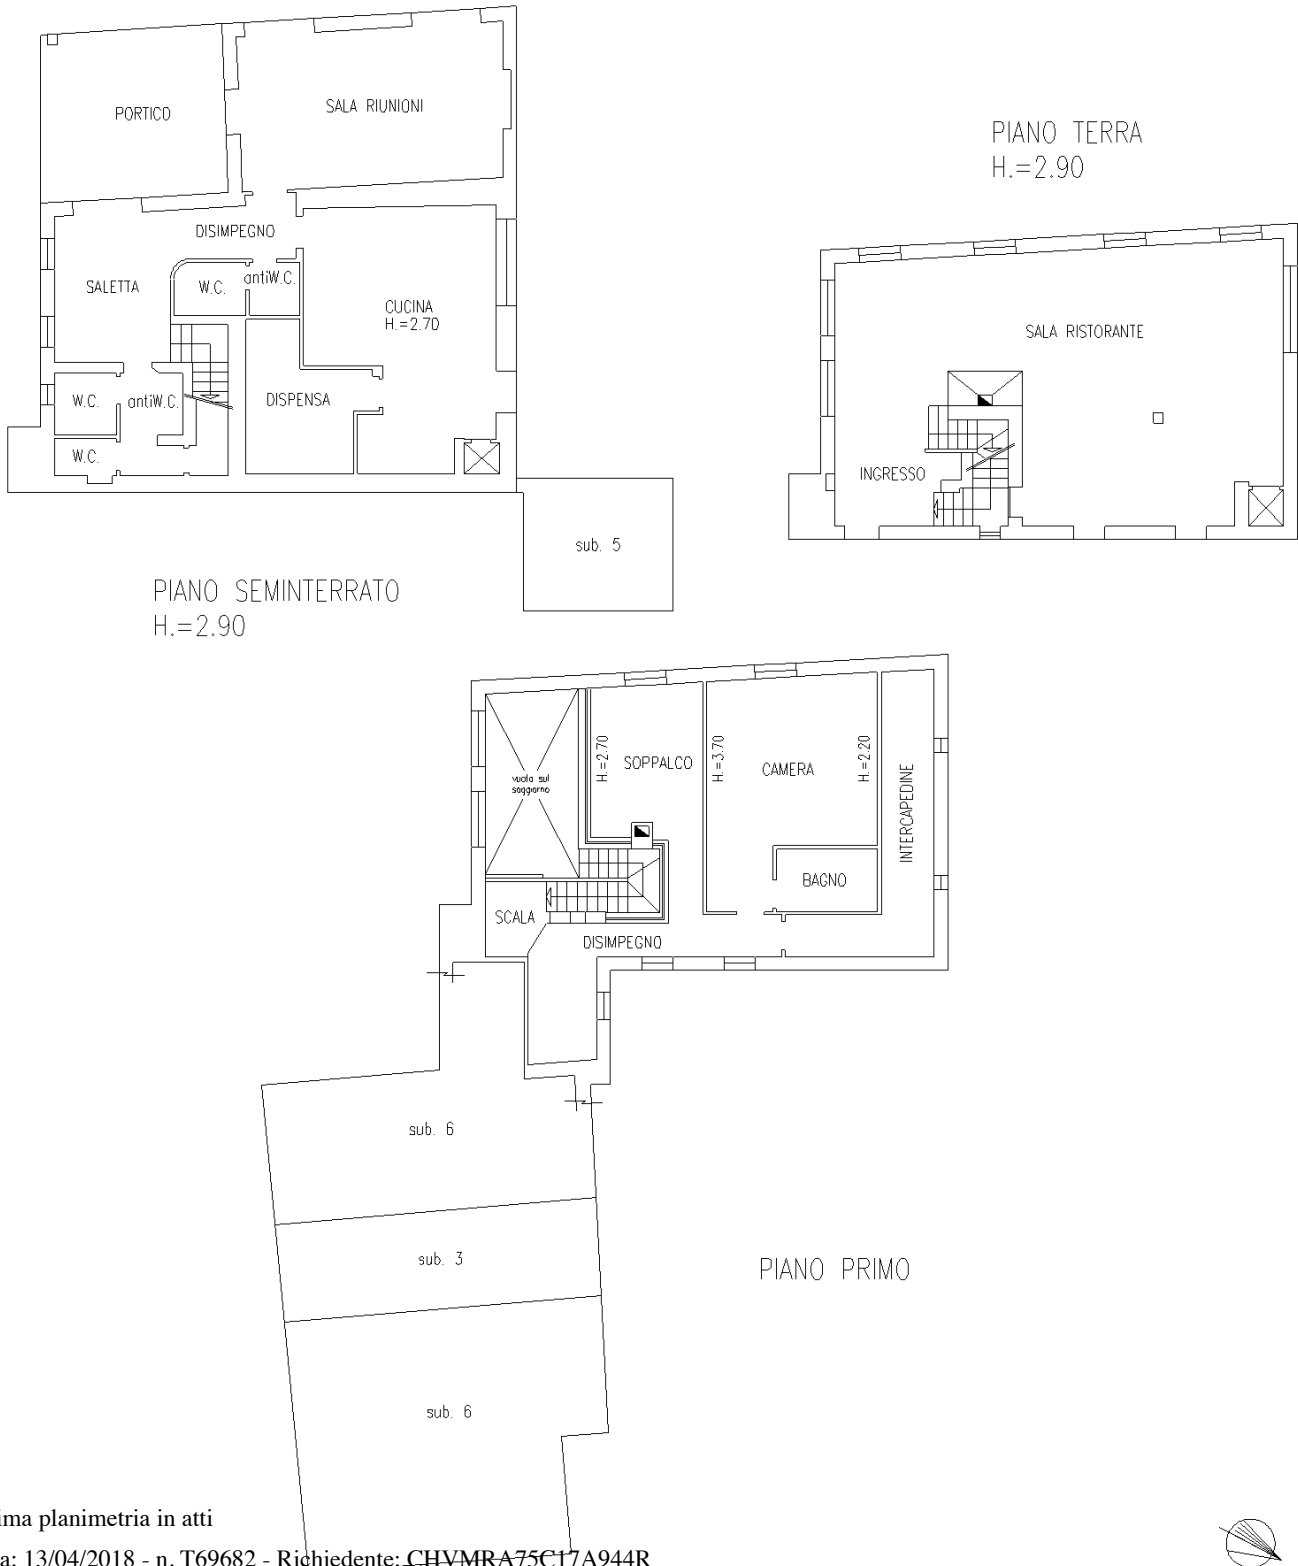 PORTICO
SALA RIUNIONI
PIANO TERRA
H.=2.90
DISIMPEGNO
SALETTA
W.C.
antiW.C.
CUCINA
H.=2.70
SALA RISTORANTE
W.C.
antiW.C.
DISPENSA
W.C.
INGRESSO
sub. 5
PIANO SEMINTERRATO
H.=2.90
H.=2.70
SOPPALCO
H.=3.70
CAMERA
H.=2.20
vuoto sul
soggiorno
INTERCAPEDINE
BAGNO
SCALA
DISIMPEGNO
sub. 6
sub. 3
PIANO PRIMO
sub. 6
ima planimetria in atti
a: 13/04/2018 - n. T69682 - Richiedente: CHVMRA75C17A944R